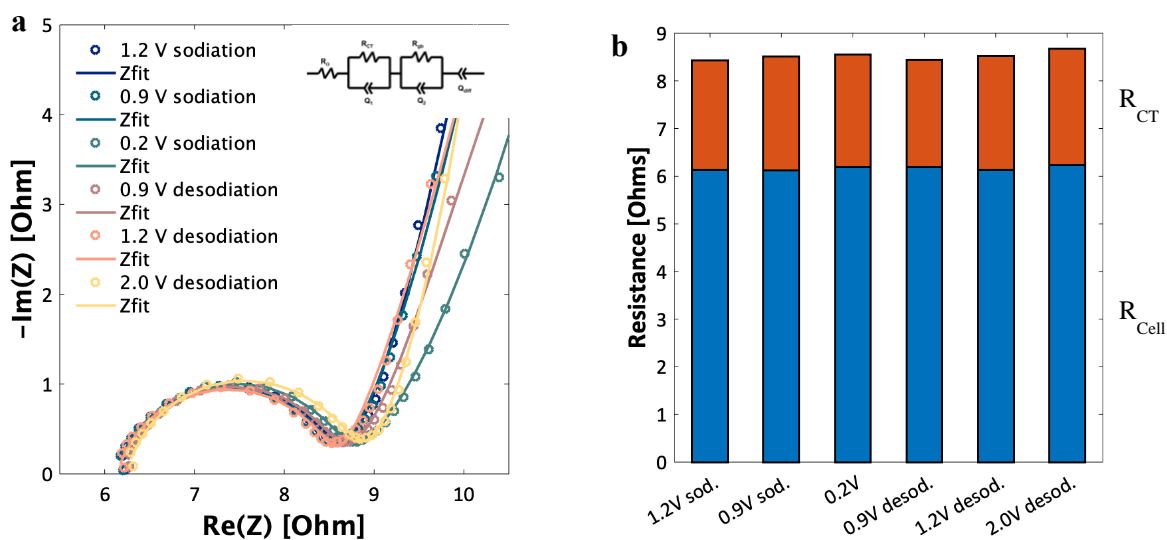 a
5
4
3
2
1
0
−Im(Z) [Ohm]
1.2 V sodiation
Zfit
0.9 V sodiation
Zfit
0.2 V sodiation
Zfit
0.9 V desodiation
Zfit
1.2 V desodiation
Zfit
2.0 V desodiation
Zfit
R_CT
Q_1
Q_2
6 7 8 9 10
Re(Z) [Ohm]
b
9
8
7
6
5
4
3
2
1
0
Resistance [Ohms]
R_CT
R_Cell
1.2V sod.
0.9V sod.
0.2V
0.9V desod.
1.2V desod.
2.0V desod.